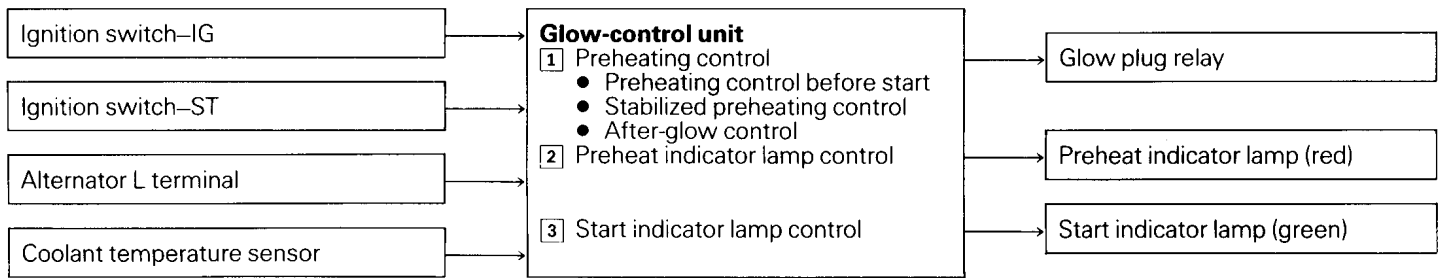 Ignition switch–IG
Ignition switch–ST
Alternator L terminal
Coolant temperature sensor
Glow-control unit
1 Preheating control
● Preheating control before start
● Stabilized preheating control
● After-glow control
2 Preheat indicator lamp control
3 Start indicator lamp control
Glow plug relay
Preheat indicator lamp (red)
Start indicator lamp (green)